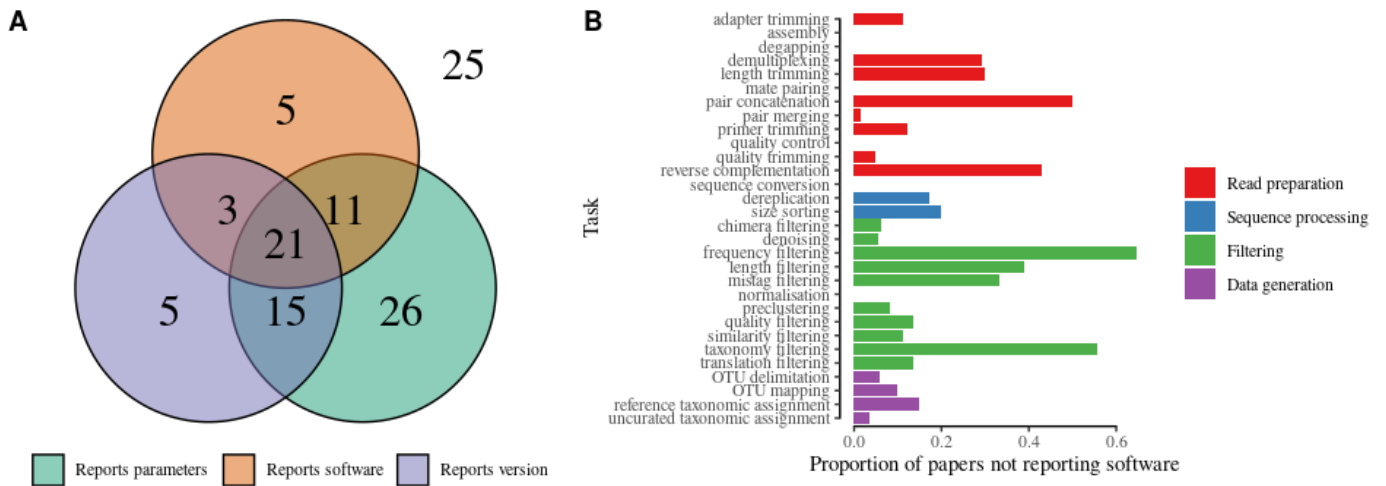 A
25
5
3
11
21
5
15
26
Reports parameters
Reports software
Reports version
B
Task
adapter trimming
assembly
degapping
demultiplexing
length trimming
mate pairing
pair concatenation
pair merging
primer trimming
quality control
quality trimming
reverse complementation
sequence conversion
dereplication
size sorting
chimera filtering
denoising
frequency filtering
length filtering
mistag filtering
normalisation
preclustering
quality filtering
similarity filtering
taxonomy filtering
translation filtering
OTU delimitation
OTU mapping
reference taxonomic assignment
uncurated taxonomic assignment
0.0 0.2 0.4 0.6
Proportion of papers not reporting software
Read preparation
Sequence processing
Filtering
Data generation